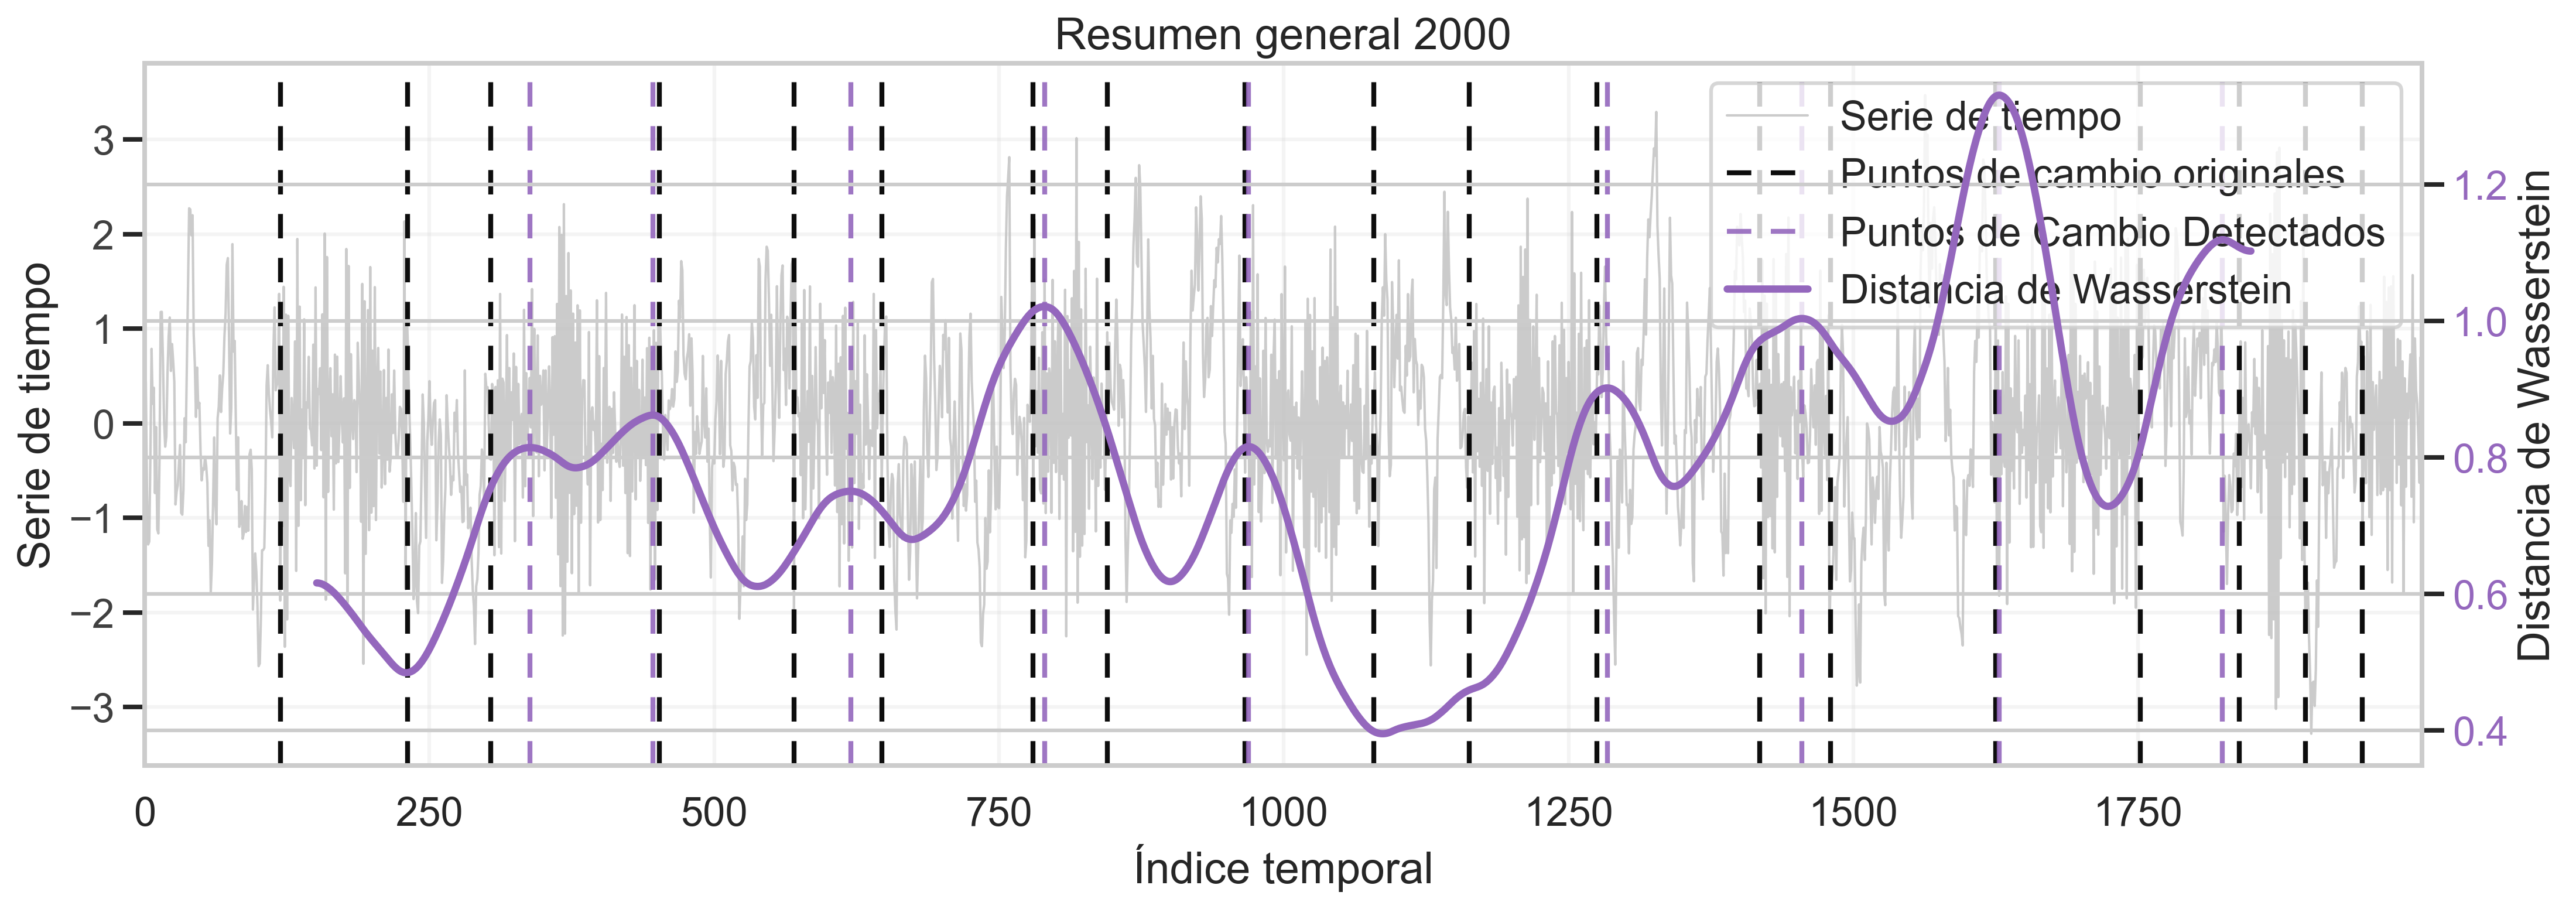 Resumen general 2000
Serie de tiempo
3
2
1
0
−1
−2
−3
Serie de tiempo
Puntos de cambio originales
Puntos de Cambio Detectados
Distancia de Wasserstein
1.2
1.0
0.8
0.6
0.4
Distancia de Wasserstein
0 250 500 750 1000 1250 1500 1750
Índice temporal